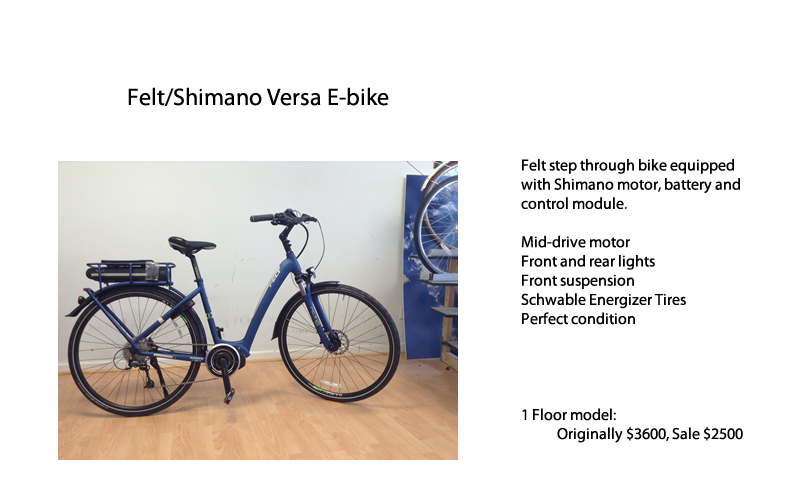 Felt/Shimano Versa E-bike
Felt step through bike equipped
with Shimano motor, battery and
control module.
Mid-drive motor
Front and rear lights
Front suspension
Schwable Energizer Tires
Perfect condition
1 Floor model:
Originally $3600, Sale $2500
FELT